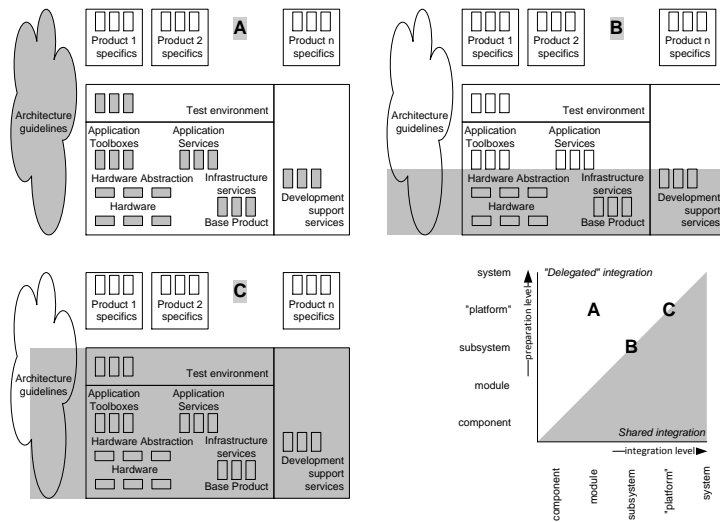 Product 1
specifics
Product 2
specifics
A
Product n
specifics
Architecture
guidelines
Test environment
Application
Toolboxes
Application
Services
Hardware Abstraction
Infrastructure
services
Hardware
Base Product
Development
support
services
Product 1
specifics
Product 2
specifics
B
Product n
specifics
Architecture
guidelines
Test environment
Application
Toolboxes
Application
Services
Hardware Abstraction
Infrastructure
services
Hardware
Base Product
Development
support
services
Product 1
specifics
Product 2
specifics
C
Product n
specifics
Architecture
guidelines
Test environment
Application
Toolboxes
Application
Services
Hardware Abstraction
Infrastructure
services
Hardware
Base Product
Development
support
services
system
"platform"
subsystem
module
component
preparation level
"Delegated" integration
A
C
B
Shared integration
integration level
component
module
subsystem
"platform"
system